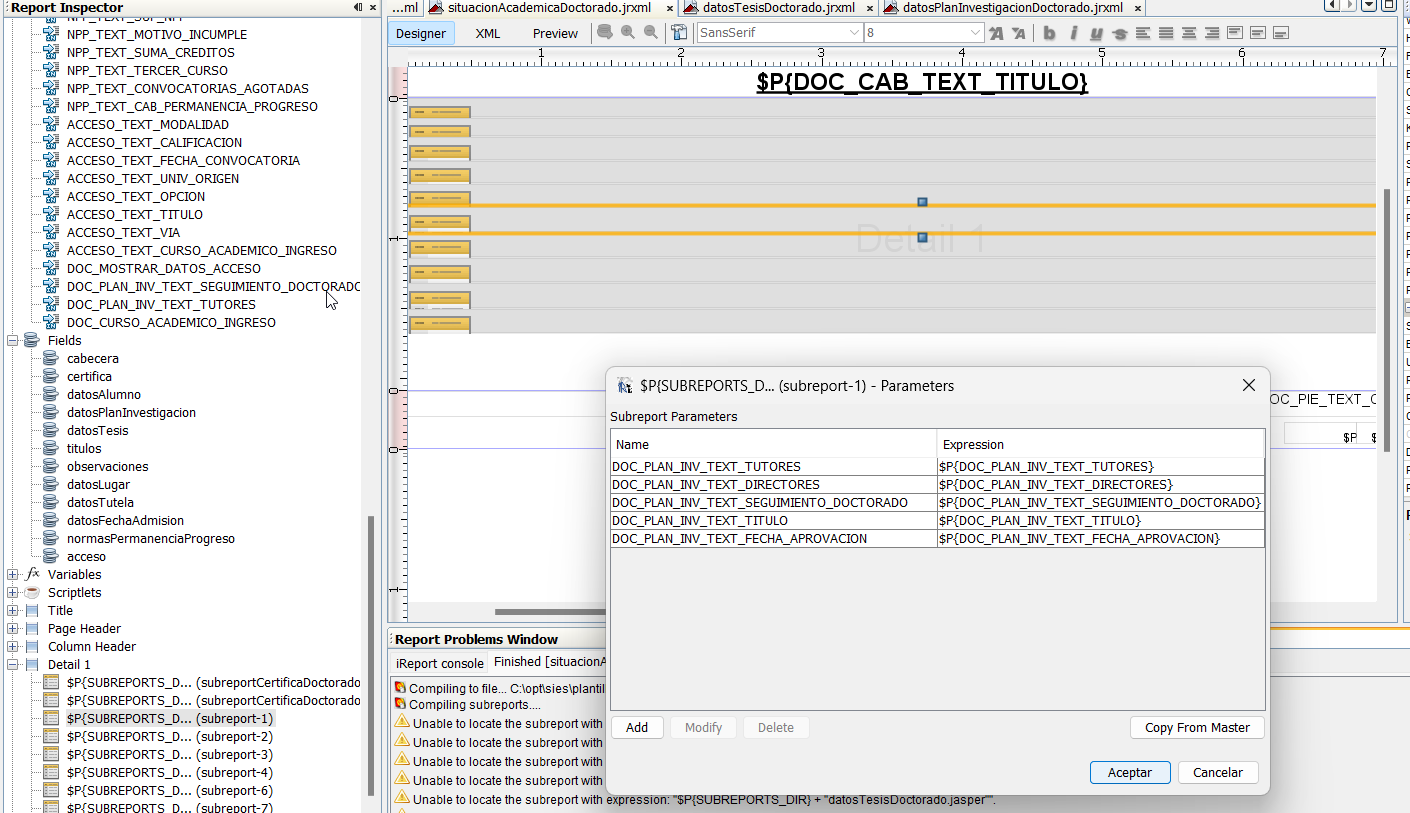 Report Inspector
NPP_TEXT_MOTIVO_INCUMPLE
NPP_TEXT_SUMA_CREDITOS
NPP_TEXT_TERCER_CURSO
NPP_TEXT_CONVOCATORIAS_AGOTADAS
NPP_TEXT_CAB_PERMANENCIA_PROGRESO
ACCESO_TEXT_MODALIDAD
ACCESO_TEXT_CALIFICACION
ACCESO_TEXT_FECHA_CONVOCATORIA
ACCESO_TEXT_UNIV_ORIGEN
ACCESO_TEXT_OPCION
ACCESO_TEXT_TITULO
ACCESO_TEXT_VIA
ACCESO_TEXT_CURSO_ACADEMICO_INGRESO
DOC_MOSTRAR_DATOS_ACCESO
DOC_PLAN_INV_TEXT_SEGUIMIENTO_DOCTORADO
DOC_PLAN_INV_TEXT_TUTORES
DOC_CURSO_ACADEMICO_INGRESO
Fields
cabecera
certifica
datosAlumno
datosPlanInvestigacion
datosTesis
titulos
observaciones
datosLugar
datosTutela
datosFechaAdmision
normasPermanenciaProgreso
acceso
Variables
Scriptlets
Title
Page Header
Column Header
Detail 1
$P{SUBREPORTS_D... (subreportCertificaDoctorado
$P{SUBREPORTS_D... (subreportCertificaDoctorado
$P{SUBREPORTS_D... (subreport-1)
$P{SUBREPORTS_D... (subreport-2)
$P{SUBREPORTS_D... (subreport-3)
$P{SUBREPORTS_D... (subreport-4)
$P{SUBREPORTS_D... (subreport-6)
$P{SUBREPORTS_D... (subreport-7)
...ml situacionAcademicaDoctorado.jrxml datosTesisDoctorado.jrxml datosPlanInvestigacionDoctorado.jrxml
Designer XML Preview SansSerif 8
1 2 3 4 5 6 7
$P{DOC_CAB_TEXT_TITULO}
Detail 1
OC_PIE_TEXT_C
$P $
$P{SUBREPORTS_D... (subreport-1) - Parameters
Subreport Parameters
Name Expression
DOC_PLAN_INV_TEXT_TUTORES $P{DOC_PLAN_INV_TEXT_TUTORES}
DOC_PLAN_INV_TEXT_DIRECTORES $P{DOC_PLAN_INV_TEXT_DIRECTORES}
DOC_PLAN_INV_TEXT_SEGUIMIENTO_DOCTORADO $P{DOC_PLAN_INV_TEXT_SEGUIMIENTO_DOCTORADO}
DOC_PLAN_INV_TEXT_TITULO $P{DOC_PLAN_INV_TEXT_TITULO}
DOC_PLAN_INV_TEXT_FECHA_APROVACION $P{DOC_PLAN_INV_TEXT_FECHA_APROVACION}
Add Modify Delete Copy From Master
Aceptar Cancelar
Report Problems Window
iReport console Finished [situacionA
Compiling to file... C:\opt\sies\plantil
Compiling subreports....
Unable to locate the subreport with
Unable to locate the subreport with
Unable to locate the subreport with
Unable to locate the subreport with
Unable to locate the subreport with expression: "$P{SUBREPORTS_DIR} + "datosTesisDoctorado.jasper"".